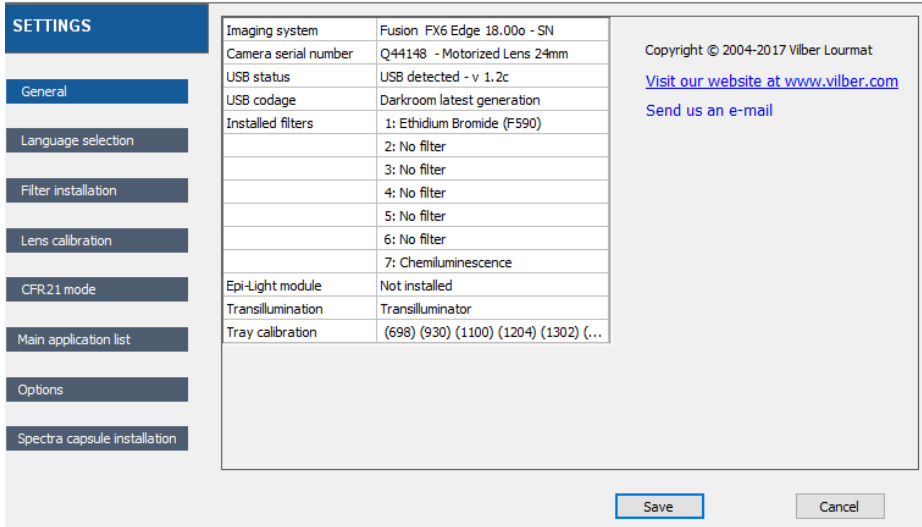 SETTINGS
General
Language selection
Filter installation
Lens calibration
CFR21 mode
Main application list
Options
Spectra capsule installation
Imaging system Fusion FX6 Edge 18.00o - SN
Camera serial number Q44148 - Motorized Lens 24mm
USB status USB detected - v 1.2c
USB codage Darkroom latest generation
Installed filters 1: Ethidium Bromide (F590)
2: No filter
3: No filter
4: No filter
5: No filter
6: No filter
7: Chemiluminescence
Epi-Light module Not installed
Transillumination Transilluminator
Tray calibration (698) (930) (1100) (1204) (1302) (...
Copyright © 2004-2017 Vilber Lourmat
Visit our website at www.vilber.com
Send us an e-mail
Save Cancel